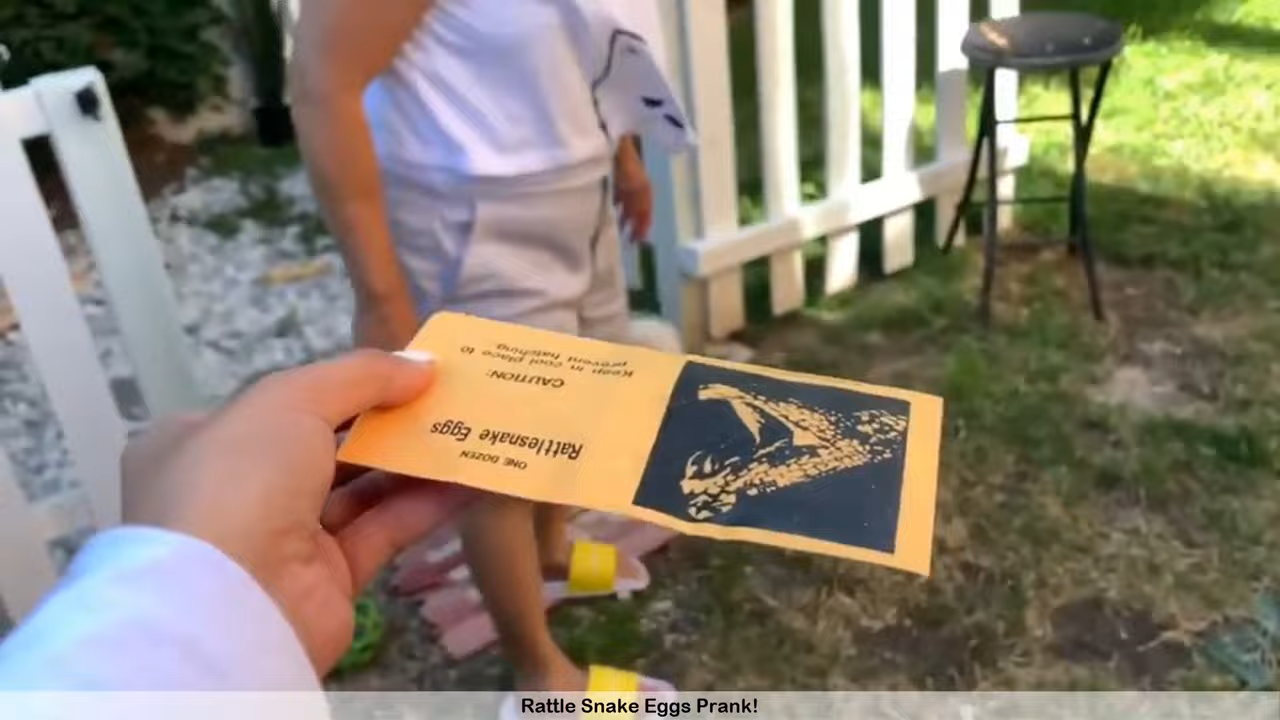 ONE DOZEN
Rattlesnake Eggs
CAUTION:
Keep in cool place to
prevent hatching.
Rattle Snake Eggs Prank!